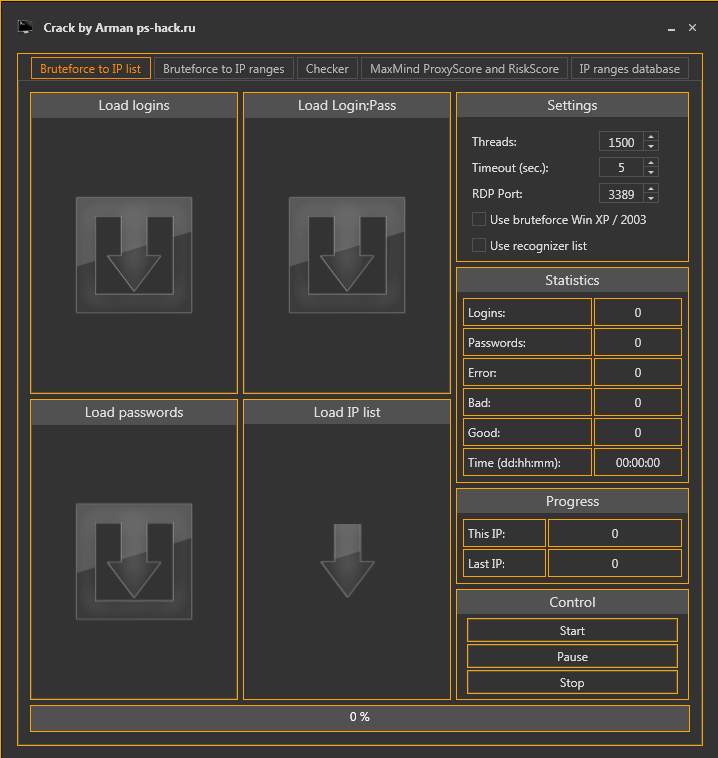 Crack by Arman ps-hack.ru
Bruteforce to IP list
Bruteforce to IP ranges
Checker
MaxMind ProxyScore and RiskScore
IP ranges database
Load logins
Load Login;Pass
Load passwords
Load IP list
Settings
Threads: 1500
Timeout (sec.): 5
RDP Port: 3389
Use bruteforce Win XP / 2003
Use recognizer list
Statistics
Logins: 0
Passwords: 0
Error: 0
Bad: 0
Good: 0
Time (dd:hh:mm): 00:00:00
Progress
This IP: 0
Last IP: 0
Control
Start
Pause
Stop
0 %